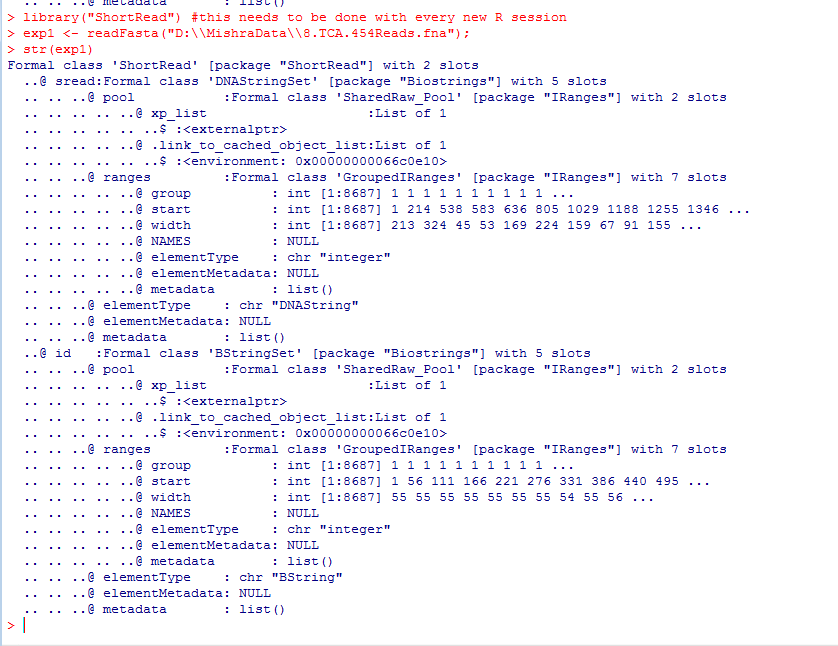 .. .. .. .. ..@ metadata        : list()
> library("ShortRead") #this needs to be done with every new R session
> exp1 <- readFasta("D:\\MishraData\\8.TCA.454Reads.fna");
> str(exp1)
Formal class 'ShortRead' [package "ShortRead"] with 2 slots
  ..@ sread:Formal class 'DNAStringSet' [package "Biostrings"] with 5 slots
  .. .. ..@ pool           :Formal class 'SharedRaw_Pool' [package "IRanges"] with 2 slots
  .. .. .. .. ..@ xp_list                    :List of 1
  .. .. .. .. .. ..$ :<externalptr>
  .. .. .. .. ..@ .link_to_cached_object_list:List of 1
  .. .. .. .. .. ..$ :<environment: 0x00000000066c0e10>
  .. .. ..@ ranges         :Formal class 'GroupedIRanges' [package "IRanges"] with 7 slots
  .. .. .. .. ..@ group          : int [1:8687] 1 1 1 1 1 1 1 1 1 1 ...
  .. .. .. .. ..@ start          : int [1:8687] 1 214 538 583 636 805 1029 1188 1255 1346 ...
  .. .. .. .. ..@ width          : int [1:8687] 213 324 45 53 169 224 159 67 91 155 ...
  .. .. .. .. ..@ NAMES          : NULL
  .. .. .. .. ..@ elementType    : chr "integer"
  .. .. .. .. ..@ elementMetadata: NULL
  .. .. .. .. ..@ metadata       : list()
  .. .. ..@ elementType    : chr "DNAString"
  .. .. ..@ elementMetadata: NULL
  .. .. ..@ metadata       : list()
  ..@ id   :Formal class 'BStringSet' [package "Biostrings"] with 5 slots
  .. .. ..@ pool           :Formal class 'SharedRaw_Pool' [package "IRanges"] with 2 slots
  .. .. .. .. ..@ xp_list                    :List of 1
  .. .. .. .. .. ..$ :<externalptr>
  .. .. .. .. ..@ .link_to_cached_object_list:List of 1
  .. .. .. .. .. ..$ :<environment: 0x00000000066c0e10>
  .. .. ..@ ranges         :Formal class 'GroupedIRanges' [package "IRanges"] with 7 slots
  .. .. .. .. ..@ group          : int [1:8687] 1 1 1 1 1 1 1 1 1 1 ...
  .. .. .. .. ..@ start          : int [1:8687] 1 56 111 166 221 276 331 386 440 495 ...
  .. .. .. .. ..@ width          : int [1:8687] 55 55 55 55 55 55 55 54 55 56 ...
  .. .. .. .. ..@ NAMES          : NULL
  .. .. .. .. ..@ elementType    : chr "integer"
  .. .. .. .. ..@ elementMetadata: NULL
  .. .. .. .. ..@ metadata       : list()
  .. .. ..@ elementType    : chr "BString"
  .. .. ..@ elementMetadata: NULL
  .. .. ..@ metadata       : list()
>